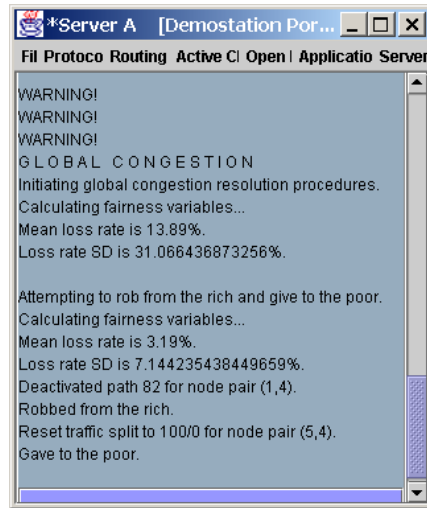 *Server A [Demostation Por...
Fil Protoco Routing Active Cl Open Applicatio Server
WARNING!
WARNING!
WARNING!
G L O B A L C O N G E S T I O N
Initiating global congestion resolution procedures.
Calculating fairness variables...
Mean loss rate is 13.89%.
Loss rate SD is 31.066436873256%.
Attempting to rob from the rich and give to the poor.
Calculating fairness variables...
Mean loss rate is 3.19%.
Loss rate SD is 7.144235438449659%.
Deactivated path 82 for node pair (1,4).
Robbed from the rich.
Reset traffic split to 100/0 for node pair (5,4).
Gave to the poor.